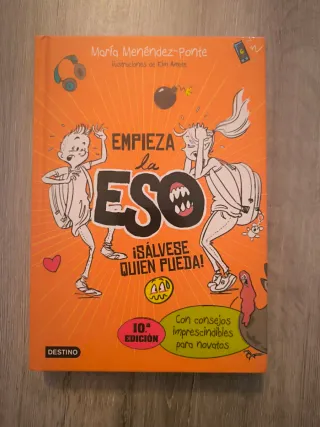 María Menéndez-Ponte
Ilustraciones de Kim Amate
EMPIEZA
la
ESO
¡SÁLVESE
QUIEN PUEDA!
10ª
EDICIÓN
Con consejos
imprescindibles
para novatos
DESTINO